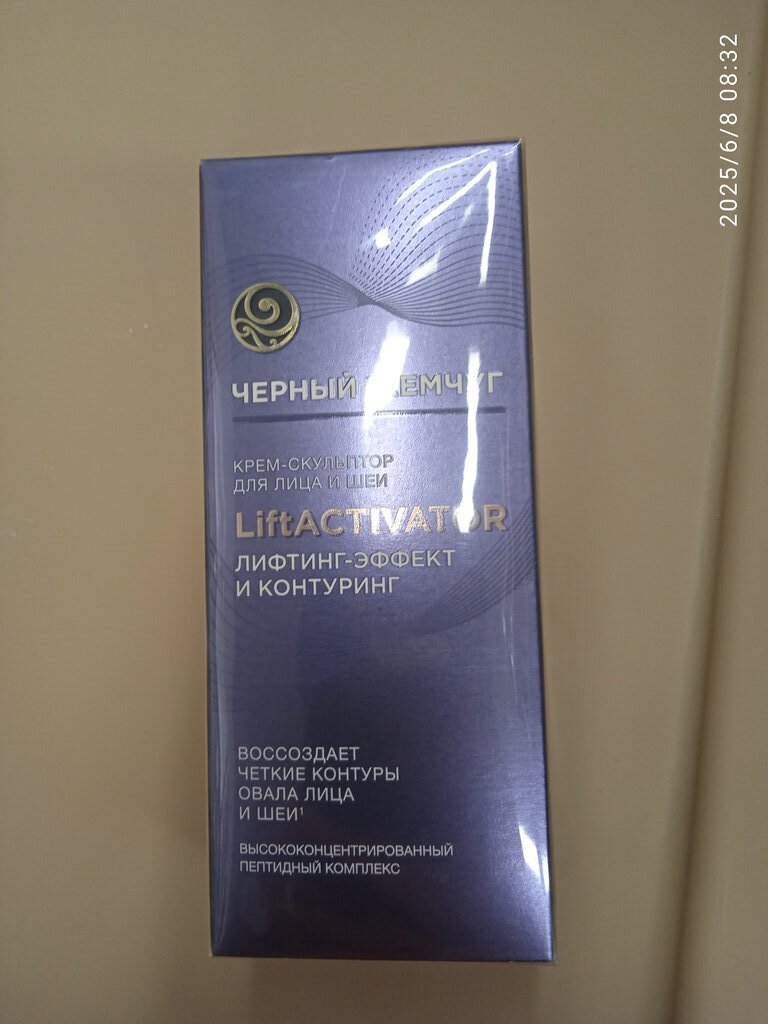 2025/6/8 08:32
ЧЕРНЫЙ ЖЕМЧУГ
КРЕМ-СКУЛЬПТОР
ДЛЯ ЛИЦА И ШЕИ
LiftACTIVATOR
ЛИФТИНГ-ЭФФЕКТ
И КОНТУРИНГ
ВОССОЗДАЕТ
ЧЕТКИЕ КОНТУРЫ
ОВАЛА ЛИЦА
И ШЕИ¹
ВЫСОКОКОНЦЕНТРИРОВАННЫЙ
ПЕПТИДНЫЙ КОМПЛЕКС